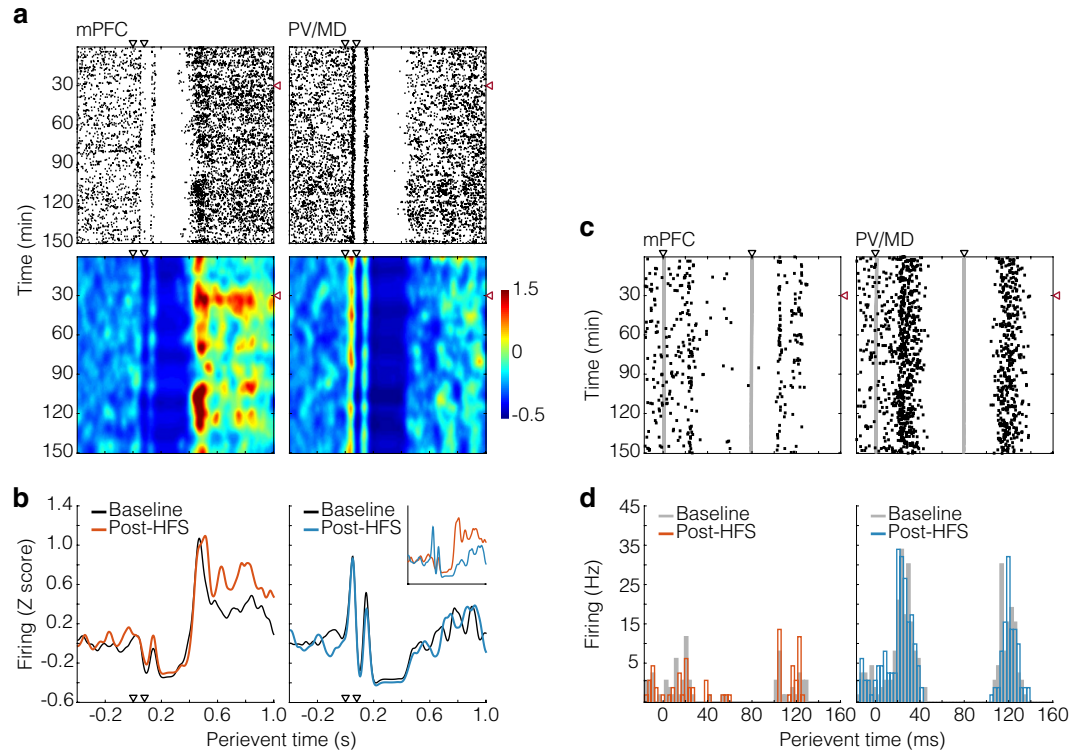 a
mPFC
PV/MD
30
60
90
120
150
Time (min)
30
60
90
120
150
1.5
0
-0.5
b
Baseline
Post-HFS
Baseline
Post-HFS
Firing (Z score)
1.4
1.0
0.6
0.2
-0.2
-0.6
-0.2 0.2 0.6 1.0
-0.2 0.2 0.6 1.0
Perievent time (s)
c
mPFC
PV/MD
Time (min)
30
60
90
120
150
d
Baseline
Post-HFS
Baseline
Post-HFS
Firing (Hz)
45
35
25
15
5
0 40 80 120 160
0 40 80 120 160
Perievent time (ms)